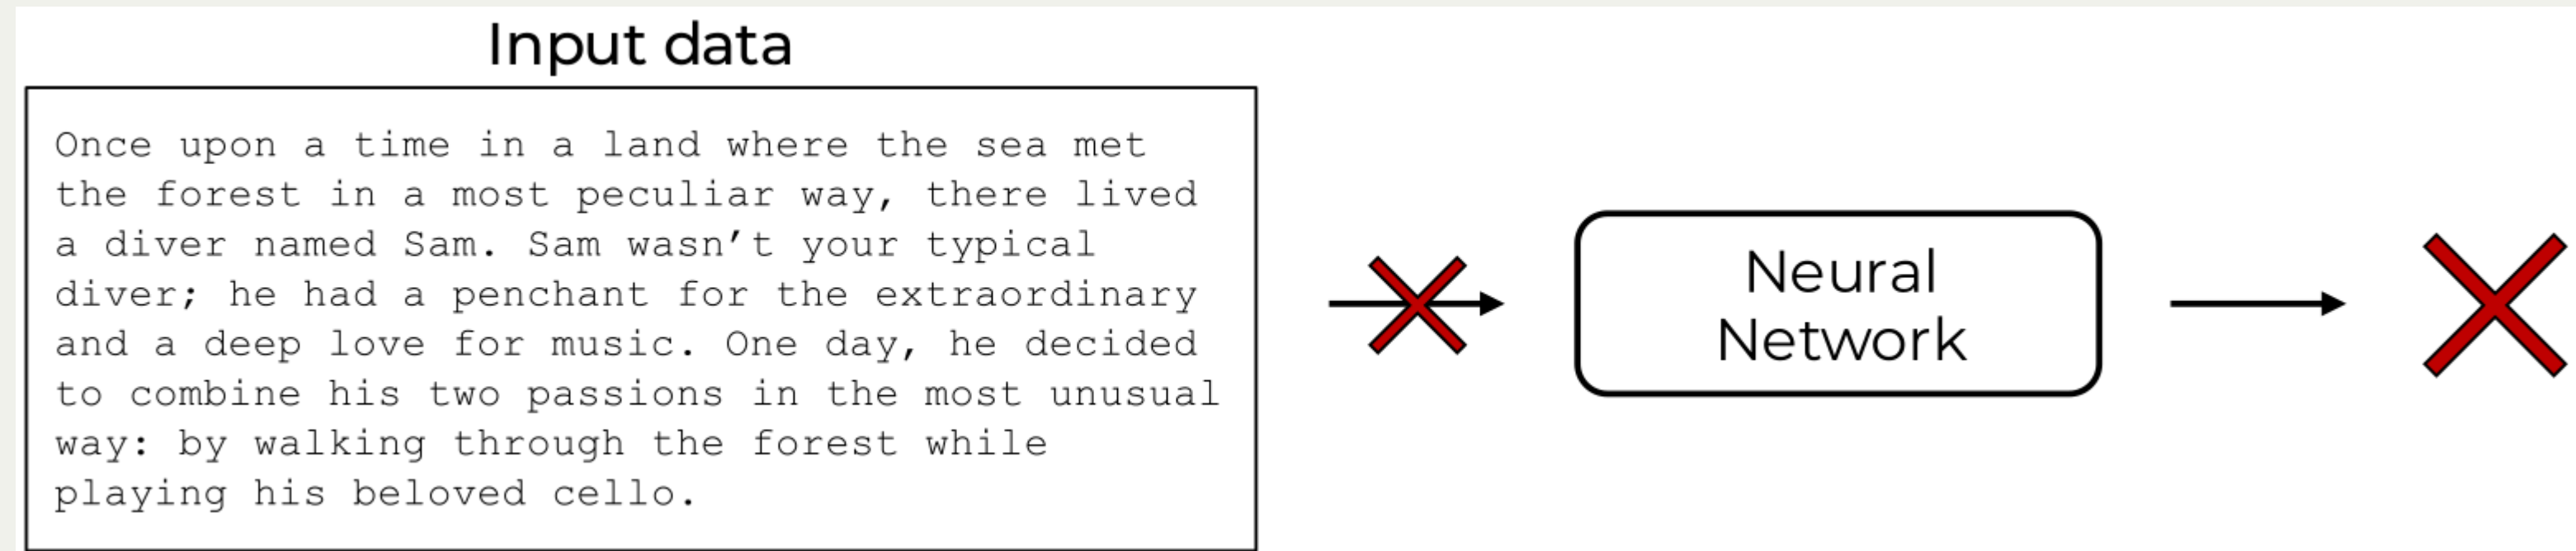 Input data
Once upon a time in a land where the sea met
the forest in a most peculiar way, there lived
a diver named Sam. Sam wasn’t your typical
diver; he had a penchant for the extraordinary
and a deep love for music. One day, he decided
to combine his two passions in the most unusual
way: by walking through the forest while
playing his beloved cello.
Neural
Network